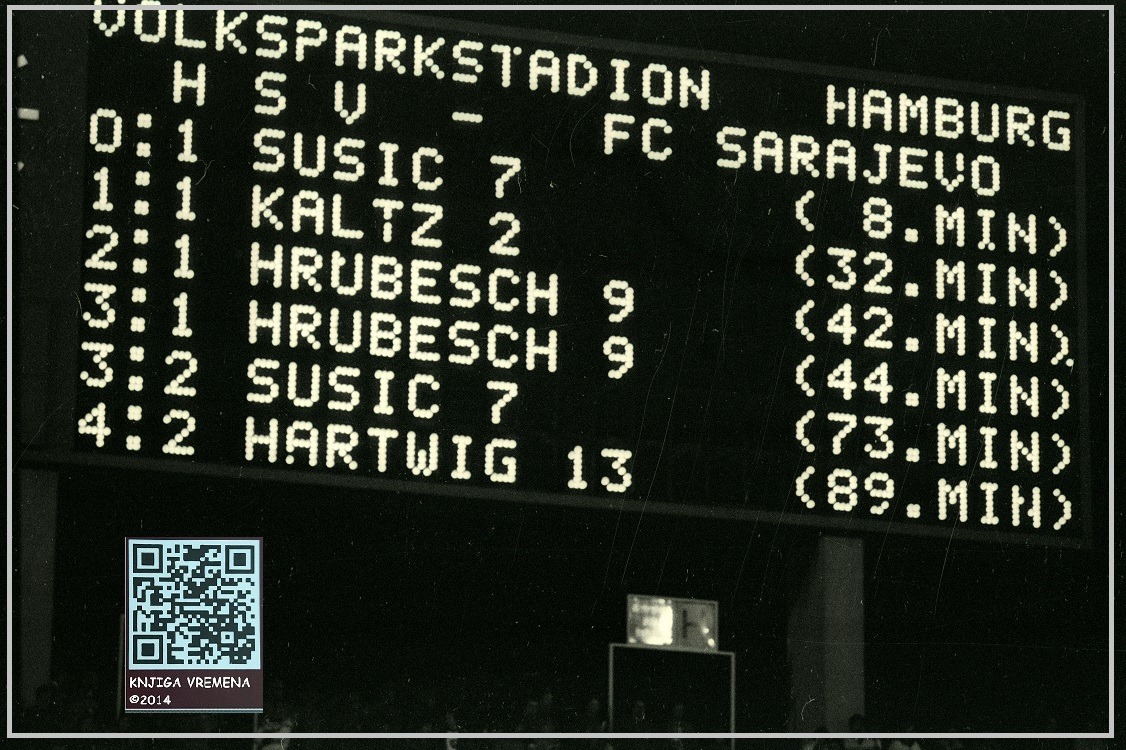 VOLKSPARKSTADION HAMBURG
H S V - FC SARAJEVO
0:1 SUSIC 7 ( 8.MIN)
1:1 KALTZ 2 (32.MIN)
2:1 HRUBESCH 9 (42.MIN)
3:1 HRUBESCH 9 (44.MIN)
3:2 SUSIC 7 (73.MIN)
4:2 HARTWIG 13 (89.MIN)
KNJIGA VREMENA
©2014